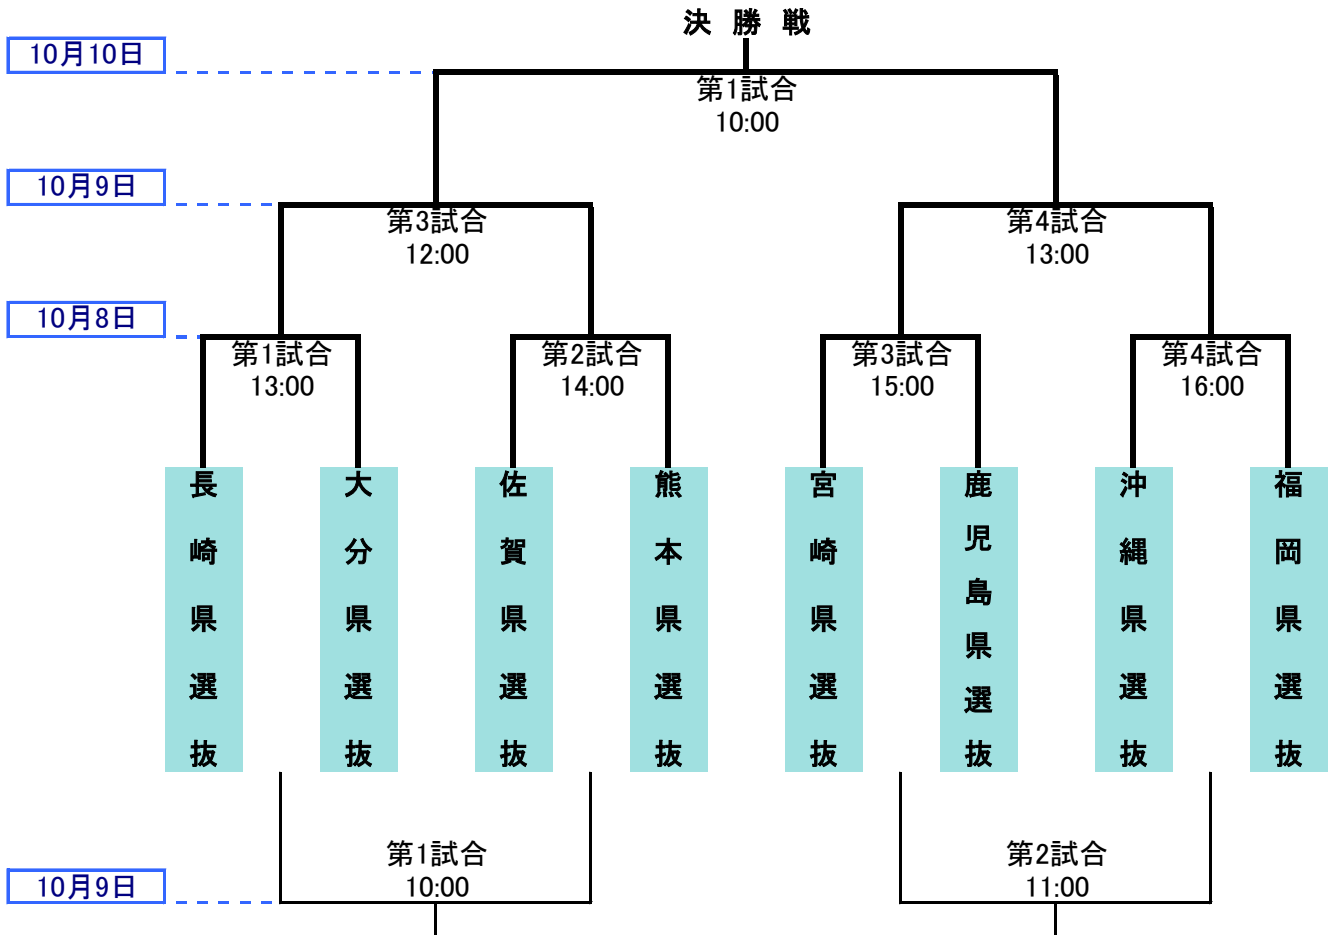 決勝戦
10月10日
第1試合
10:00
10月9日
第3試合
12:00
第4試合
13:00
10月8日
第1試合
13:00
第2試合
14:00
第3試合
15:00
第4試合
16:00
長崎県選抜
大分県選抜
佐賀県選抜
熊本県選抜
宮崎県選抜
鹿児島県選抜
沖縄県選抜
福岡県選抜
第1試合
10:00
第2試合
11:00
10月9日